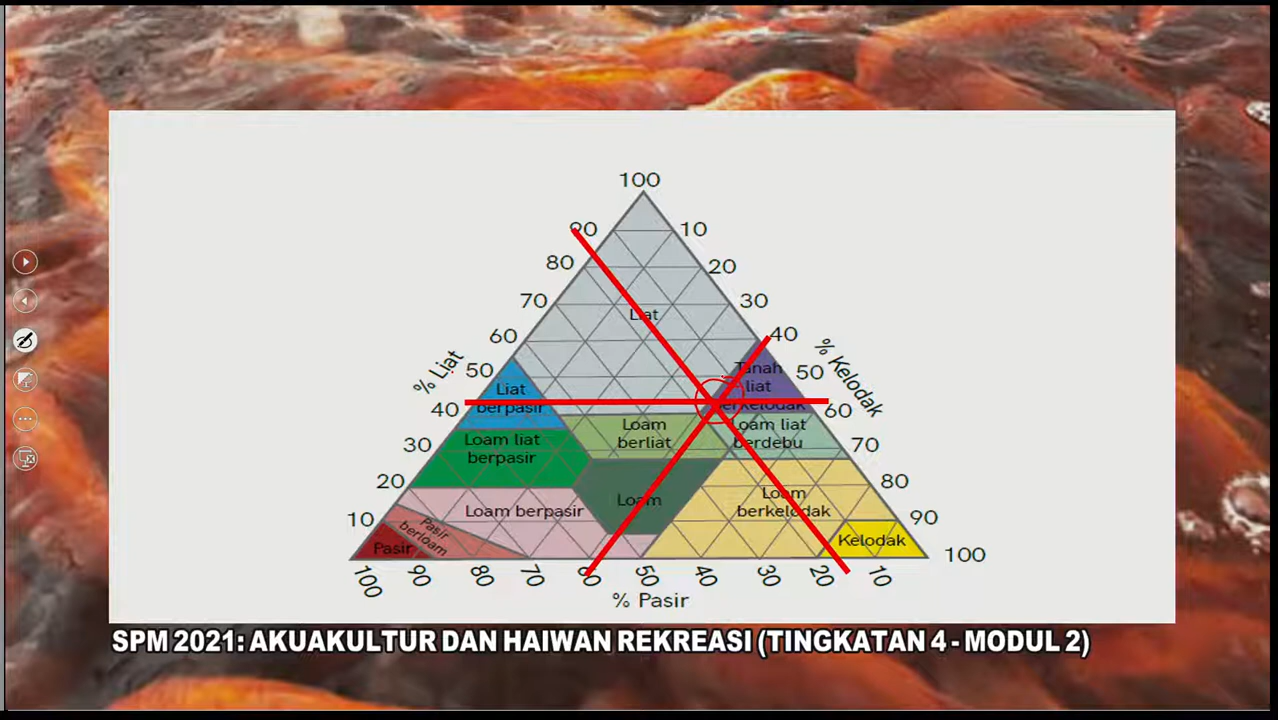 100
90
10
80
20
70
30
Liat
60
40
% Liat
% Kelodak
50
Tanah
liat
berkelodak
50
Liat
berpasir
40
60
Loam
berliat
Loam liat
berdebu
30
Loam liat
berpasir
70
20
80
Loam
Loam
berkelodak
10
Loam berpasir
90
Pasir
berloam
Pasir
Kelodak
100
100
90
80
70
60
50
40
30
20
10
% Pasir
SPM 2021: AKUAKULTUR DAN HAIWAN REKREASI (TINGKATAN 4 - MODUL 2)